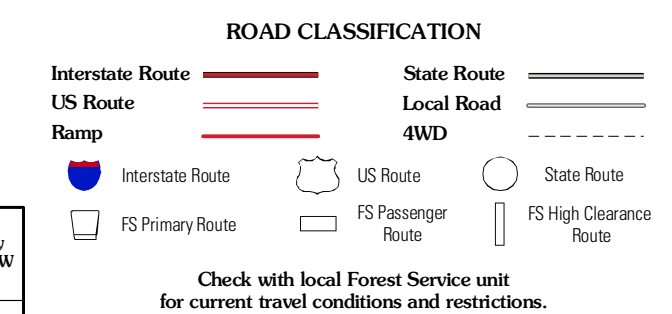 ROAD CLASSIFICATION
Interstate Route
State Route
US Route
Local Road
Ramp
4WD
Interstate Route
US Route
State Route
FS Primary Route
FS Passenger
Route
FS High Clearance
Route
Check with local Forest Service unit
for current travel conditions and restrictions.
W